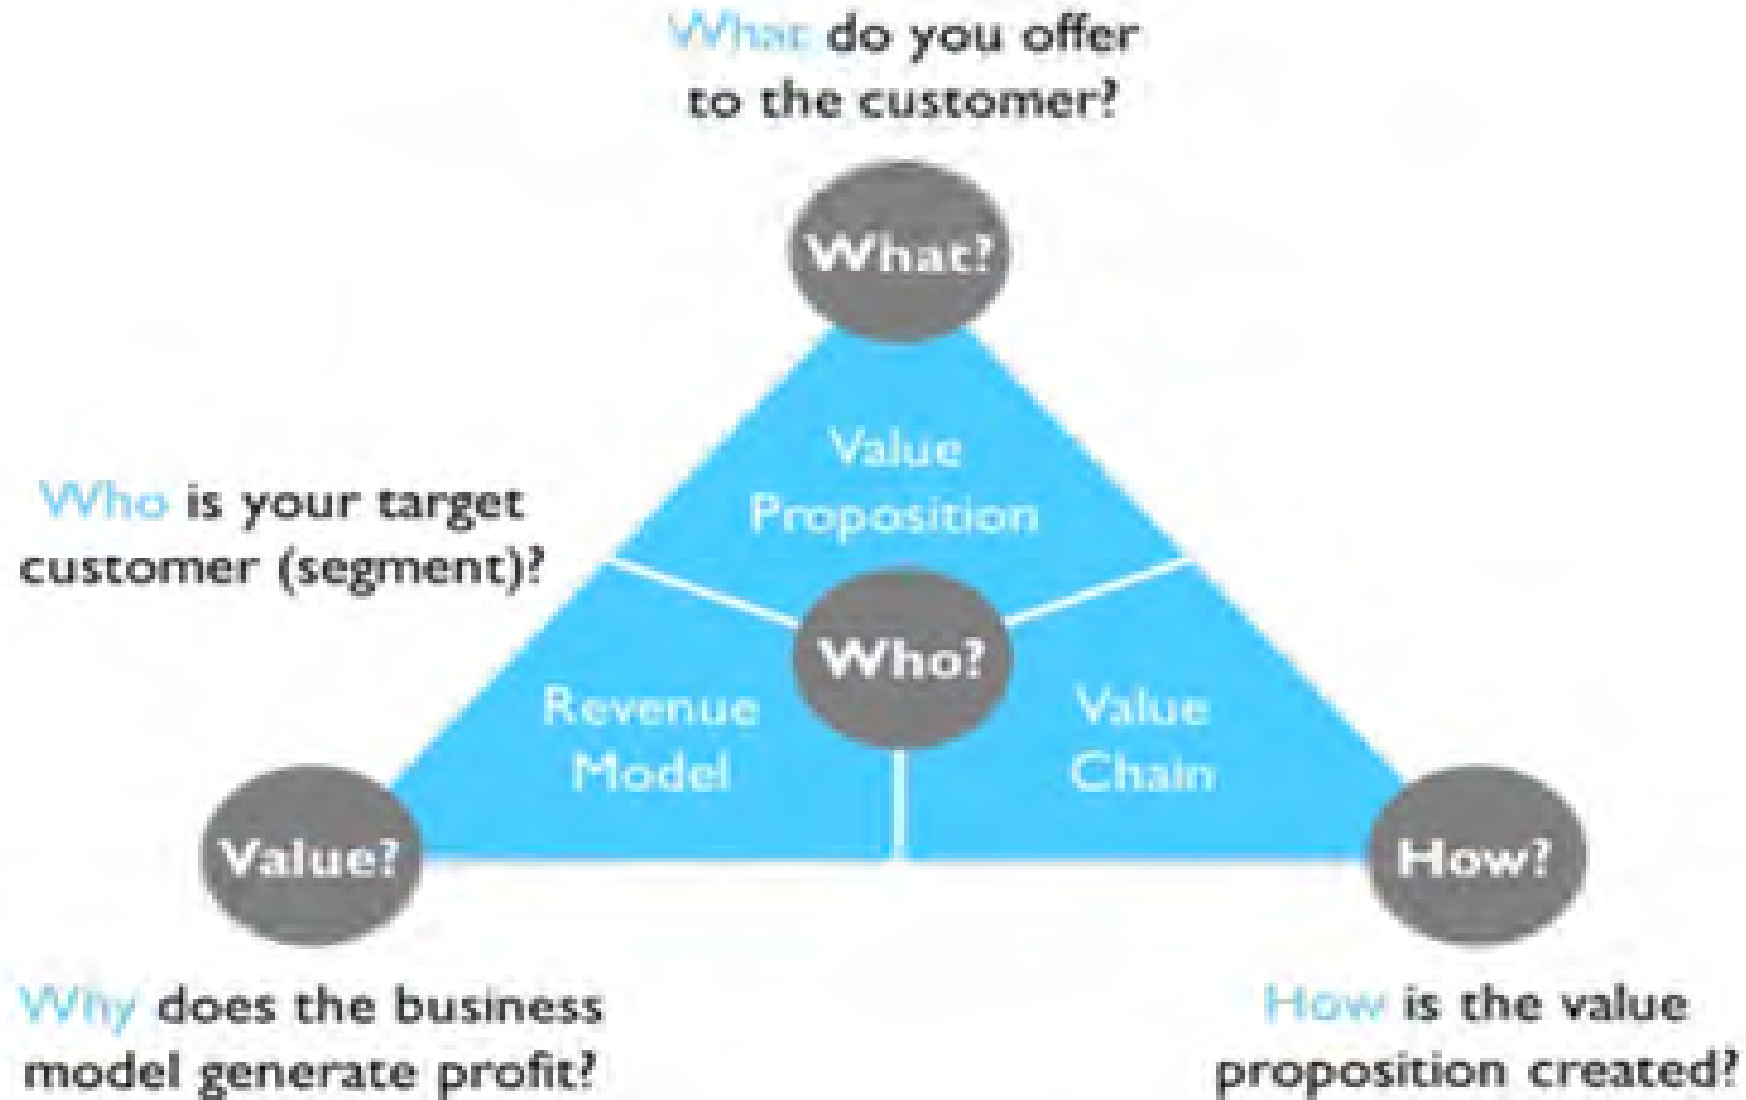 What do you offer
to the customer?
What?
Value
Proposition
Who is your target
customer (segment)?
Who?
Revenue
Model
Value
Chain
Value?
How?
Why does the business
model generate profit?
How is the value
proposition created?